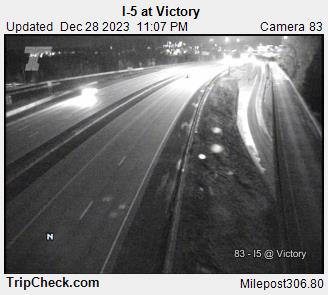 I-5 at Victory
Updated Dec 28 2023 11:07 PM Camera 83
T
N
83 - I5 @ Victory
TripCheck.com Milepost306.80